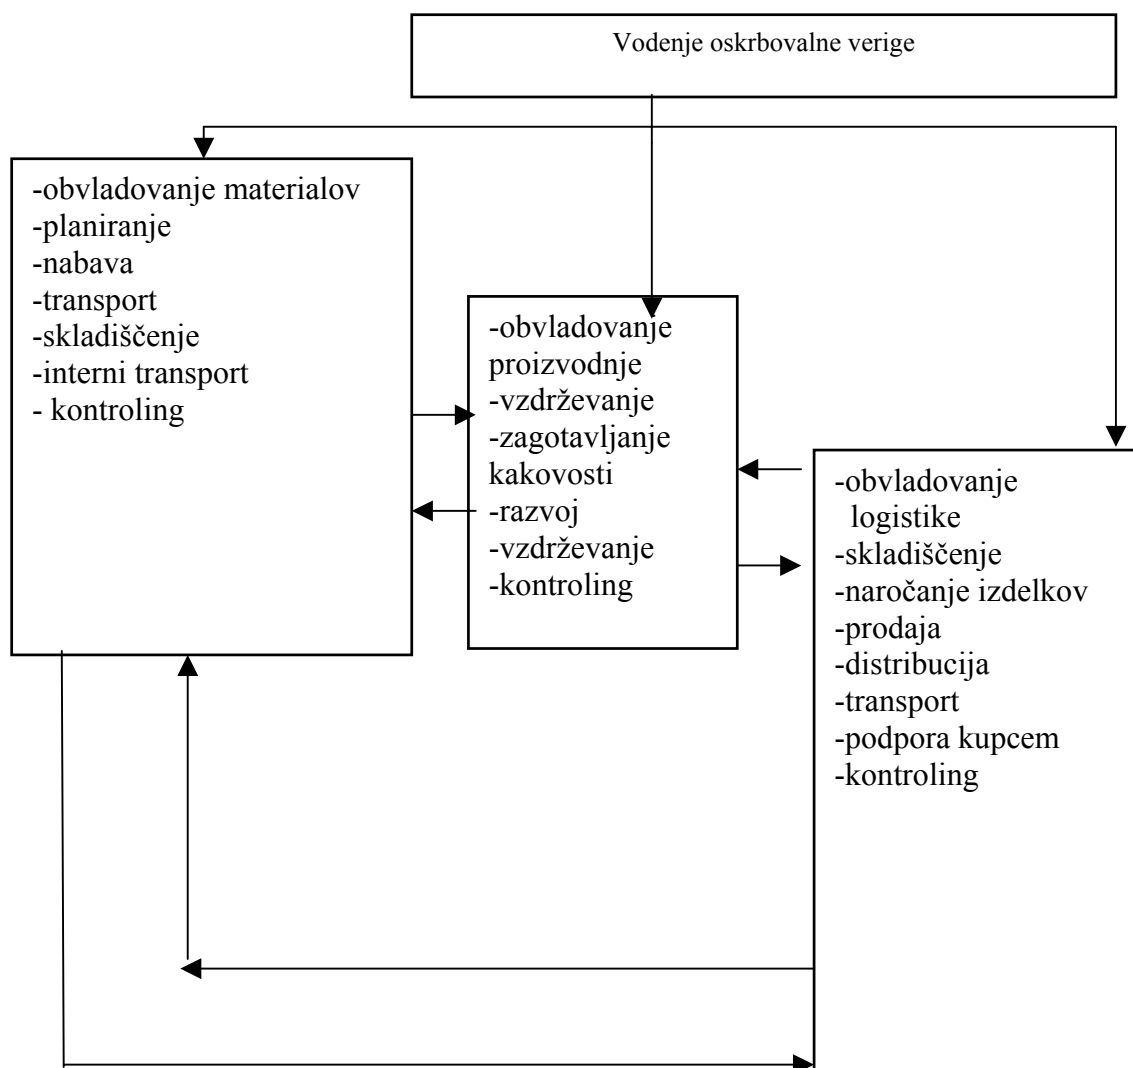 Vodenje oskrbovalne verige
-obvladovanje materialov
-planiranje
-nabava
-transport
-skladiščenje
-interni transport
- kontroling
-obvladovanje
proizvodnje
-vzdrževanje
-zagotavljanje
kakovosti
-razvoj
-vzdrževanje
-kontroling
-obvladovanje
logistike
-skladiščenje
-naročanje izdelkov
-prodaja
-distribucija
-transport
-podpora kupcem
-kontroling